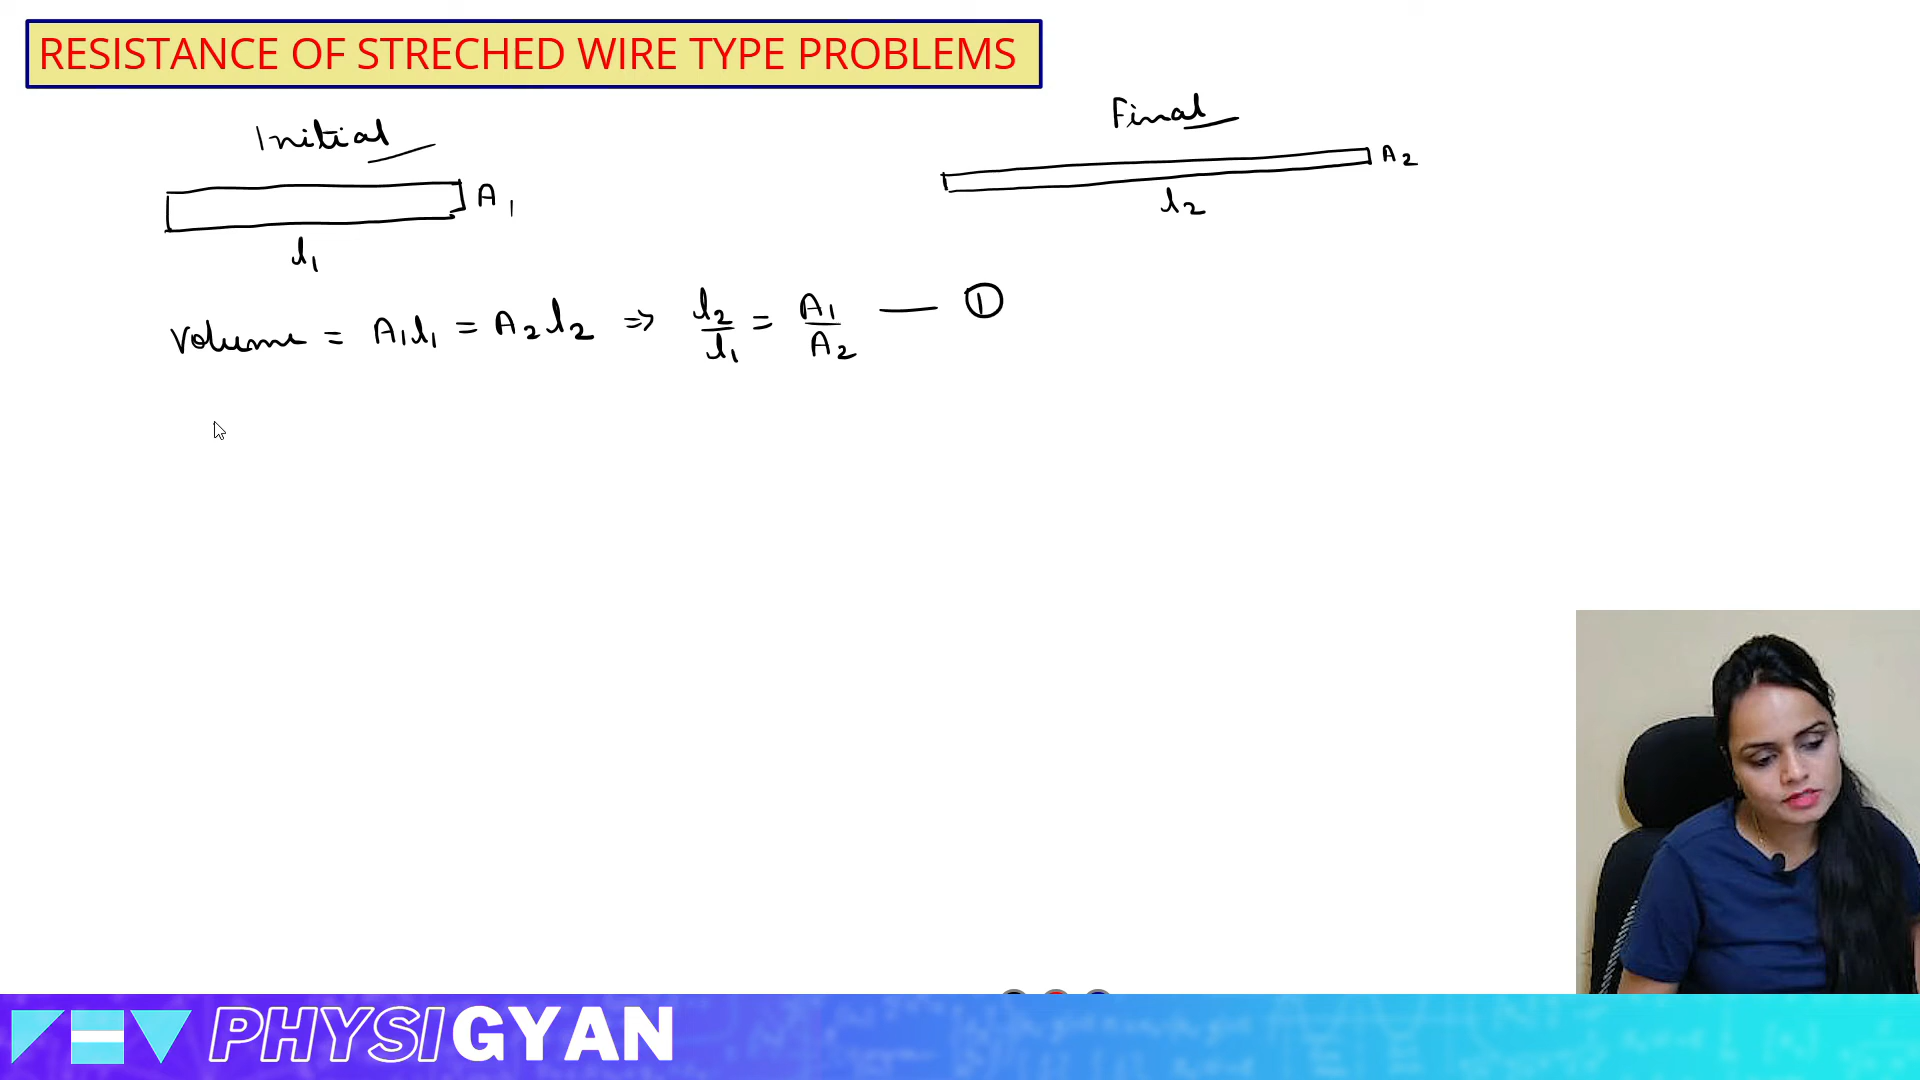 RESISTANCE OF STRECHED WIRE TYPE PROBLEMS
Initial
Final
A₁
A₂
l₁
l₂
Volume = A₁l₁ = A₂l₂ ⇒ l₂/l₁ = A₁/A₂ — ①
PHYSIGYAN